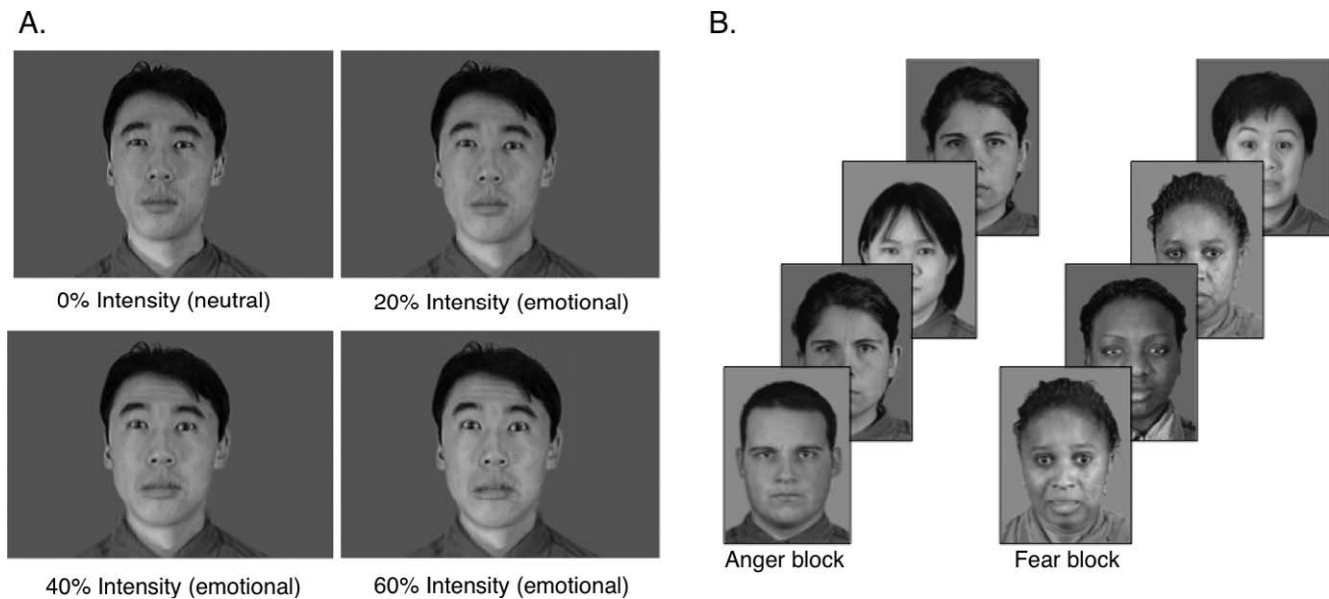 A.
0% Intensity (neutral)
20% Intensity (emotional)
40% Intensity (emotional)
60% Intensity (emotional)
B.
Anger block
Fear block